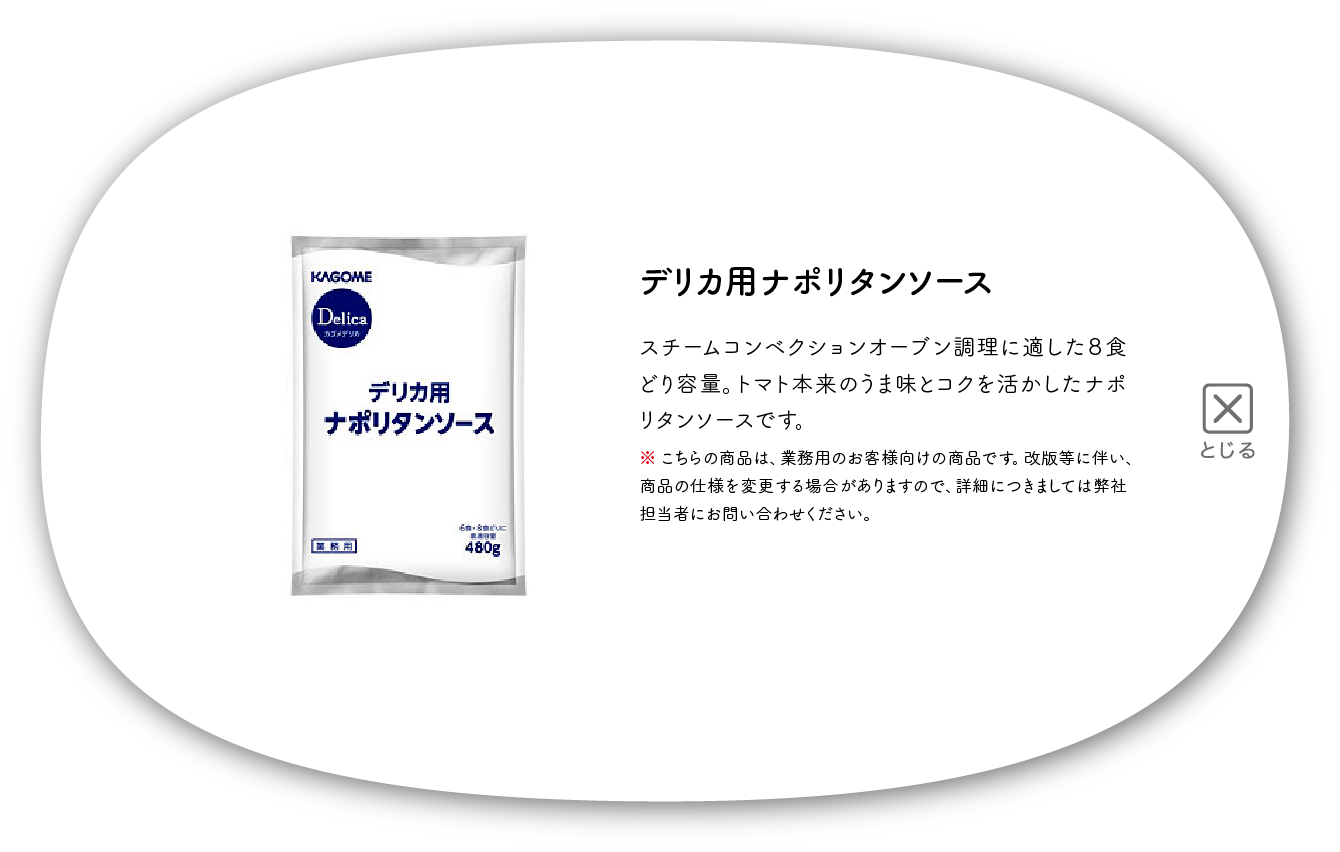 KAGOME
Delica
カゴメデリカ
デリカ用
ナポリタンソース
業務用
480g
デリカ用ナポリタンソース
スチームコンベクションオーブン調理に適した8食
どり容量。トマト本来のうま味とコクを活かしたナポ
リタンソースです。
※ こちらの商品は、業務用のお客様向けの商品です。改版等に伴い、
商品の仕様を変更する場合がありますので、詳細につきましては弊社
担当者にお問い合わせください。
とじる